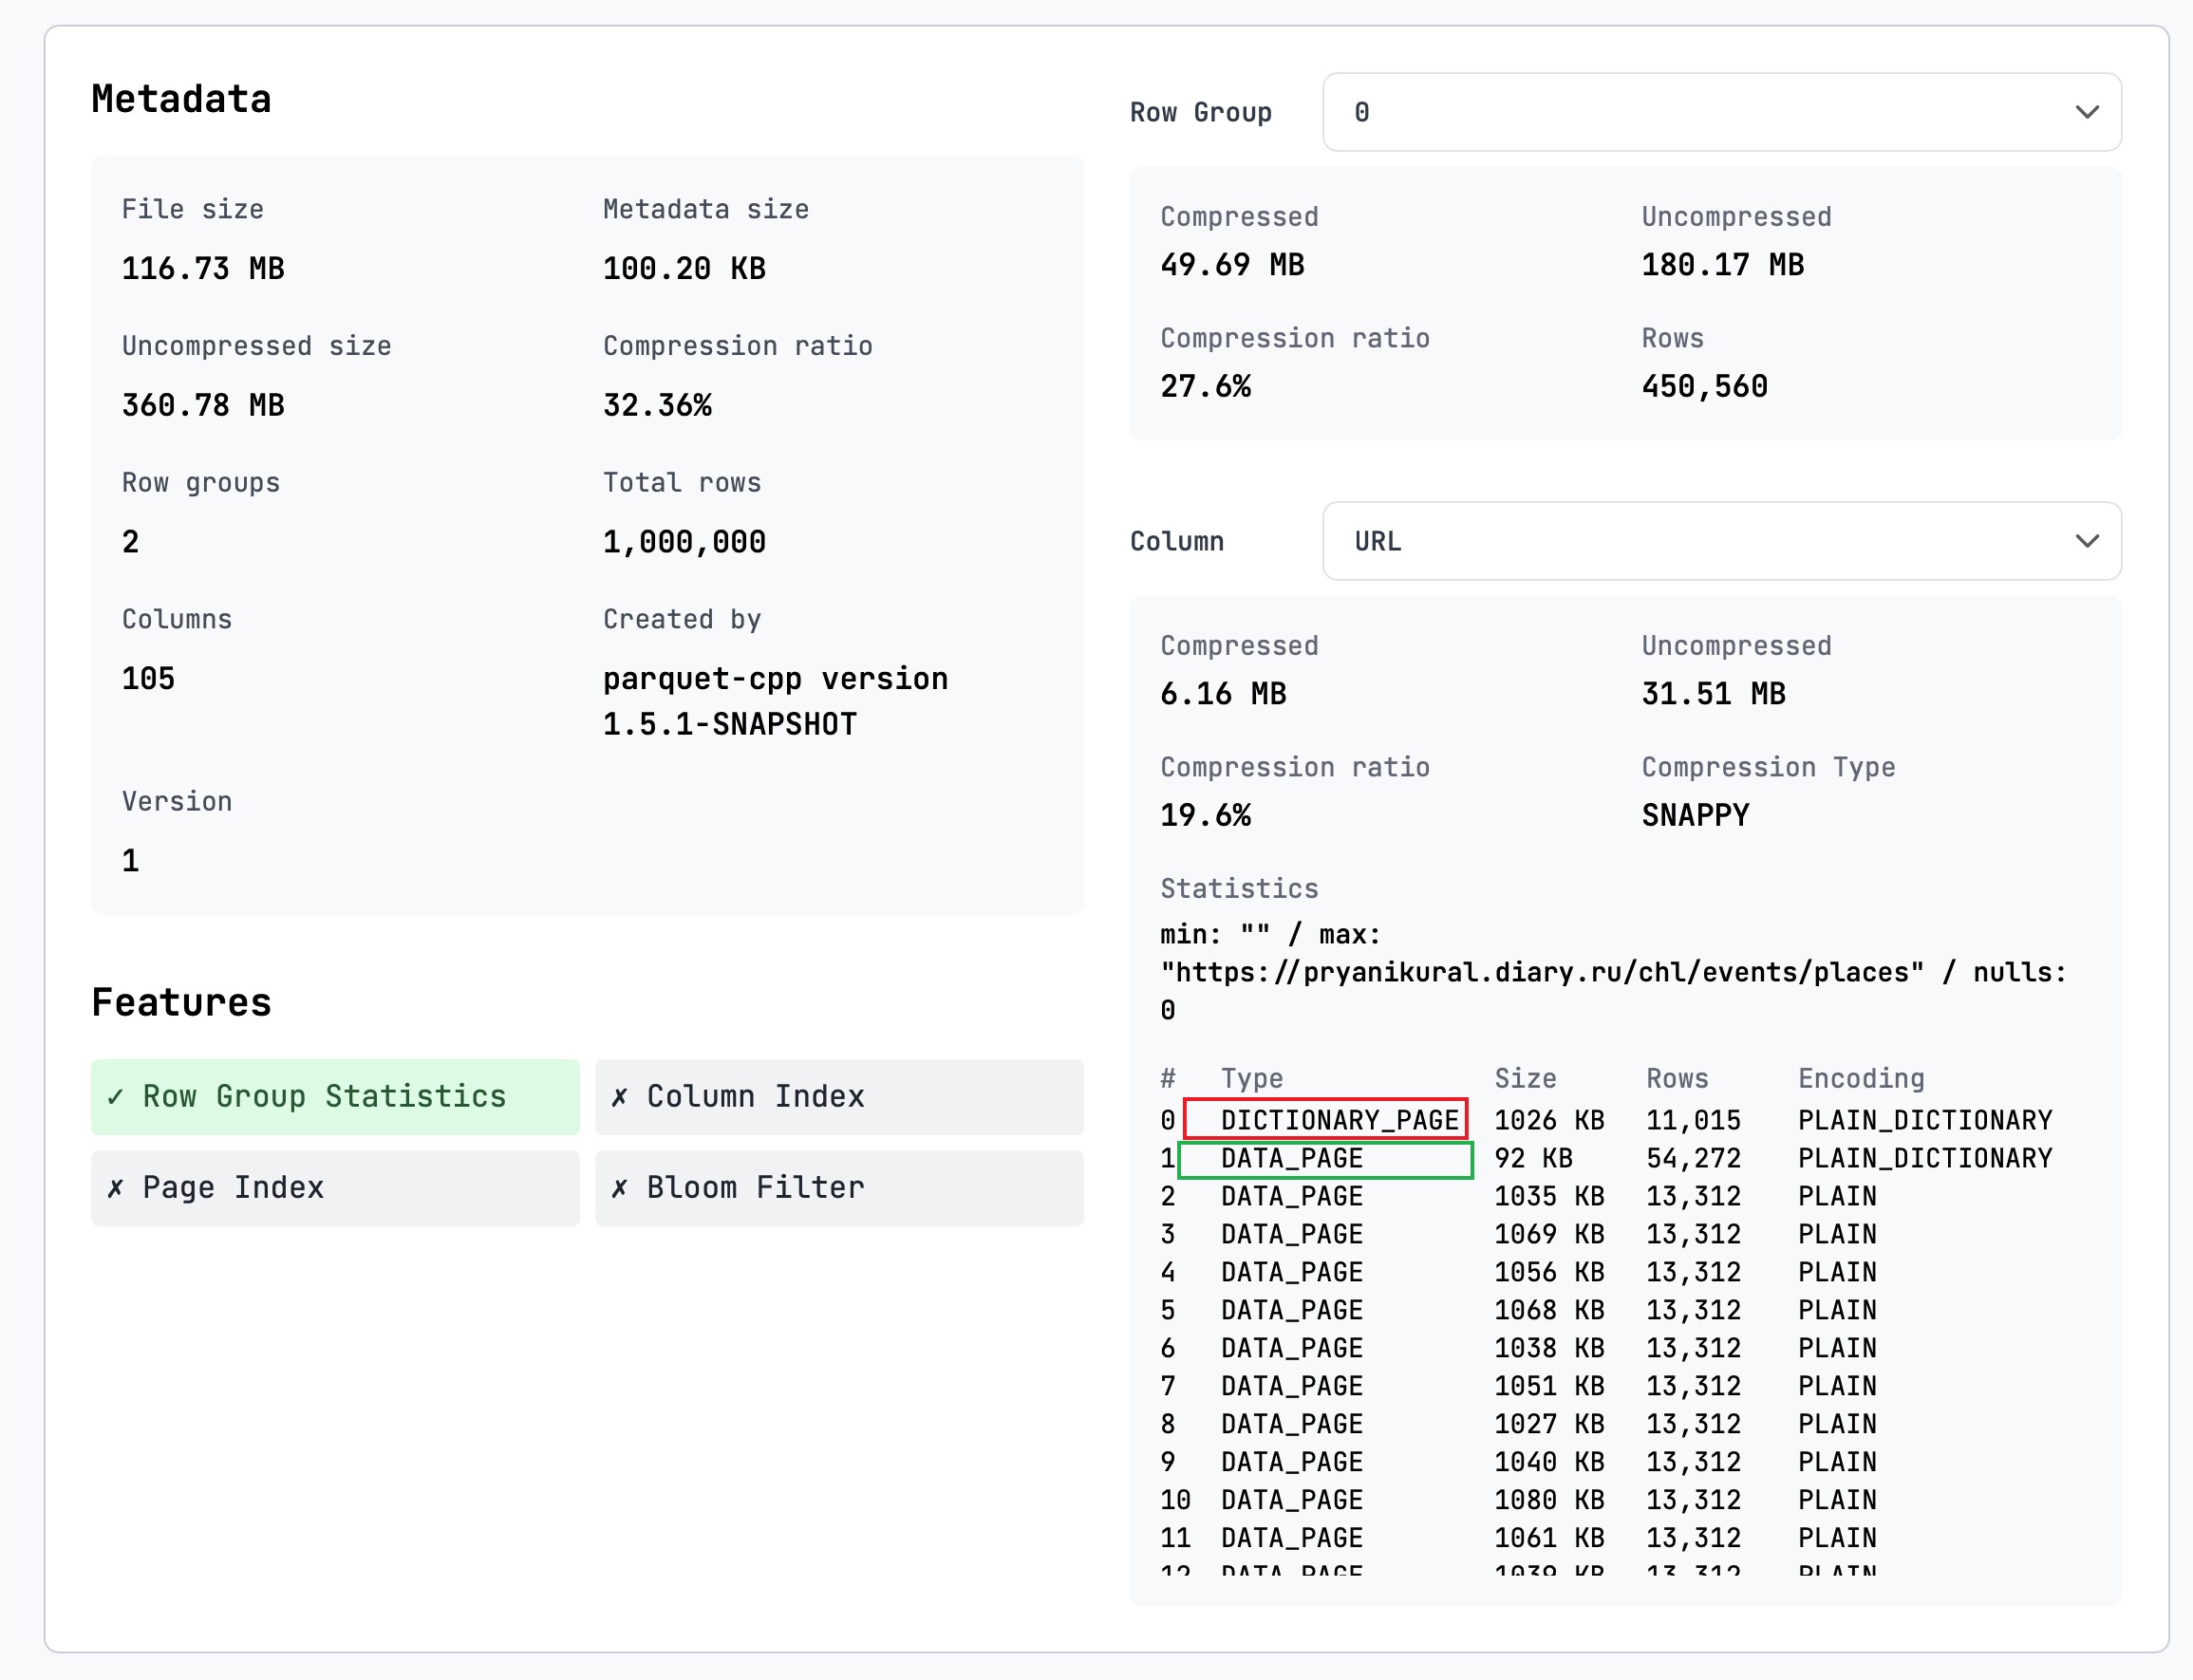 Metadata
File size Metadata size
116.73 MB 100.20 KB
Uncompressed size Compression ratio
360.78 MB 32.36%
Row groups Total rows
2 1,000,000
Columns Created by
105 parquet-cpp version
1.5.1-SNAPSHOT
Version
1
Features
✓ Row Group Statistics ✗ Column Index
✗ Page Index ✗ Bloom Filter
Row Group 0
Compressed Uncompressed
49.69 MB 180.17 MB
Compression ratio Rows
27.6% 450,560
Column URL
Compressed Uncompressed
6.16 MB 31.51 MB
Compression ratio Compression Type
19.6% SNAPPY
Statistics
min: "" / max:
"https://pryanikural.diary.ru/chl/events/places" / nulls:
0
# Type Size Rows Encoding
0 DICTIONARY_PAGE 1026 KB 11,015 PLAIN_DICTIONARY
1 DATA_PAGE 92 KB 54,272 PLAIN_DICTIONARY
2 DATA_PAGE 1035 KB 13,312 PLAIN
3 DATA_PAGE 1069 KB 13,312 PLAIN
4 DATA_PAGE 1056 KB 13,312 PLAIN
5 DATA_PAGE 1068 KB 13,312 PLAIN
6 DATA_PAGE 1038 KB 13,312 PLAIN
7 DATA_PAGE 1051 KB 13,312 PLAIN
8 DATA_PAGE 1027 KB 13,312 PLAIN
9 DATA_PAGE 1040 KB 13,312 PLAIN
10 DATA_PAGE 1080 KB 13,312 PLAIN
11 DATA_PAGE 1061 KB 13,312 PLAIN
12 DATA_PAGE 1039 KB 13,312 PLAIN